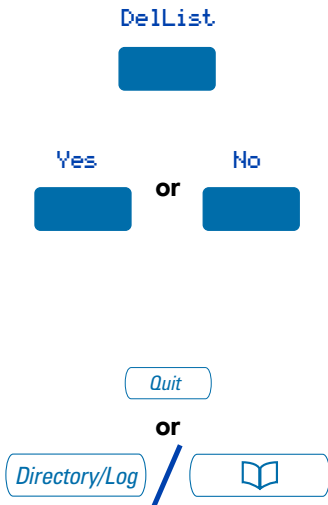 DelList
Yes or No
Quit
or
Directory/Log /